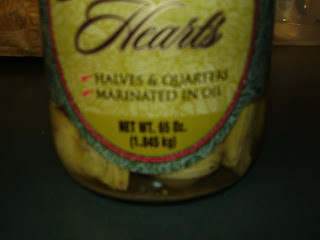 Hearts
HALVES & QUARTERS
MARINATED IN OIL
NET WT. 65 Oz.
(1.845 kg)